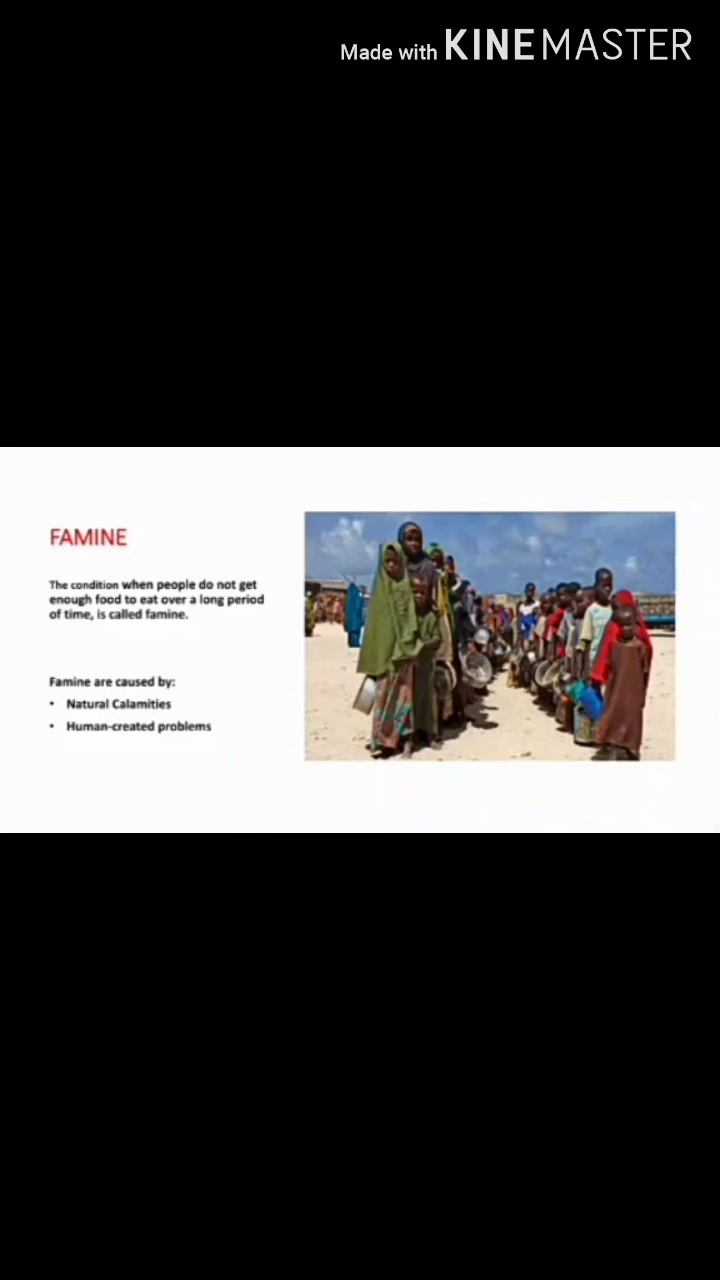 Made with KINEMASTER
FAMINE
The condition when people do not get
enough food to eat over a long period
of time, is called famine.
Famine are caused by:
• Natural Calamities
• Human-created problems